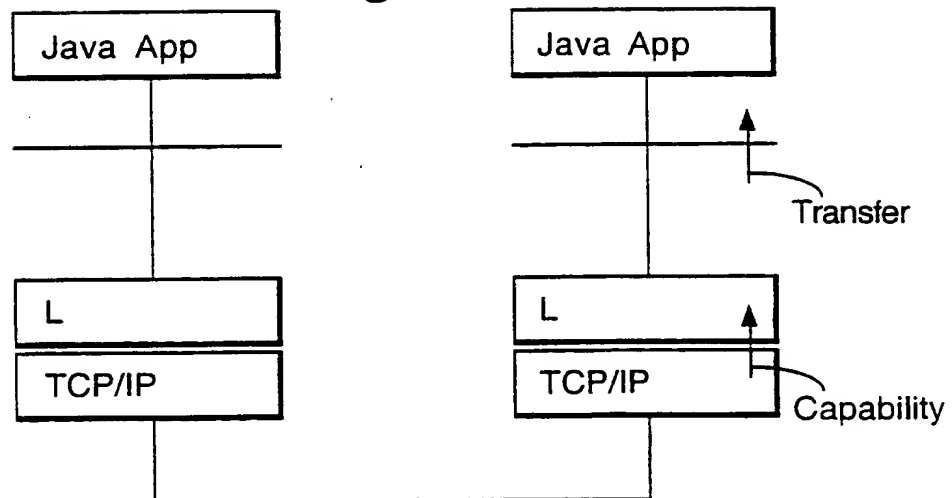 Java App
Java App
Transfer
L
L
TCP/IP
TCP/IP
Capability